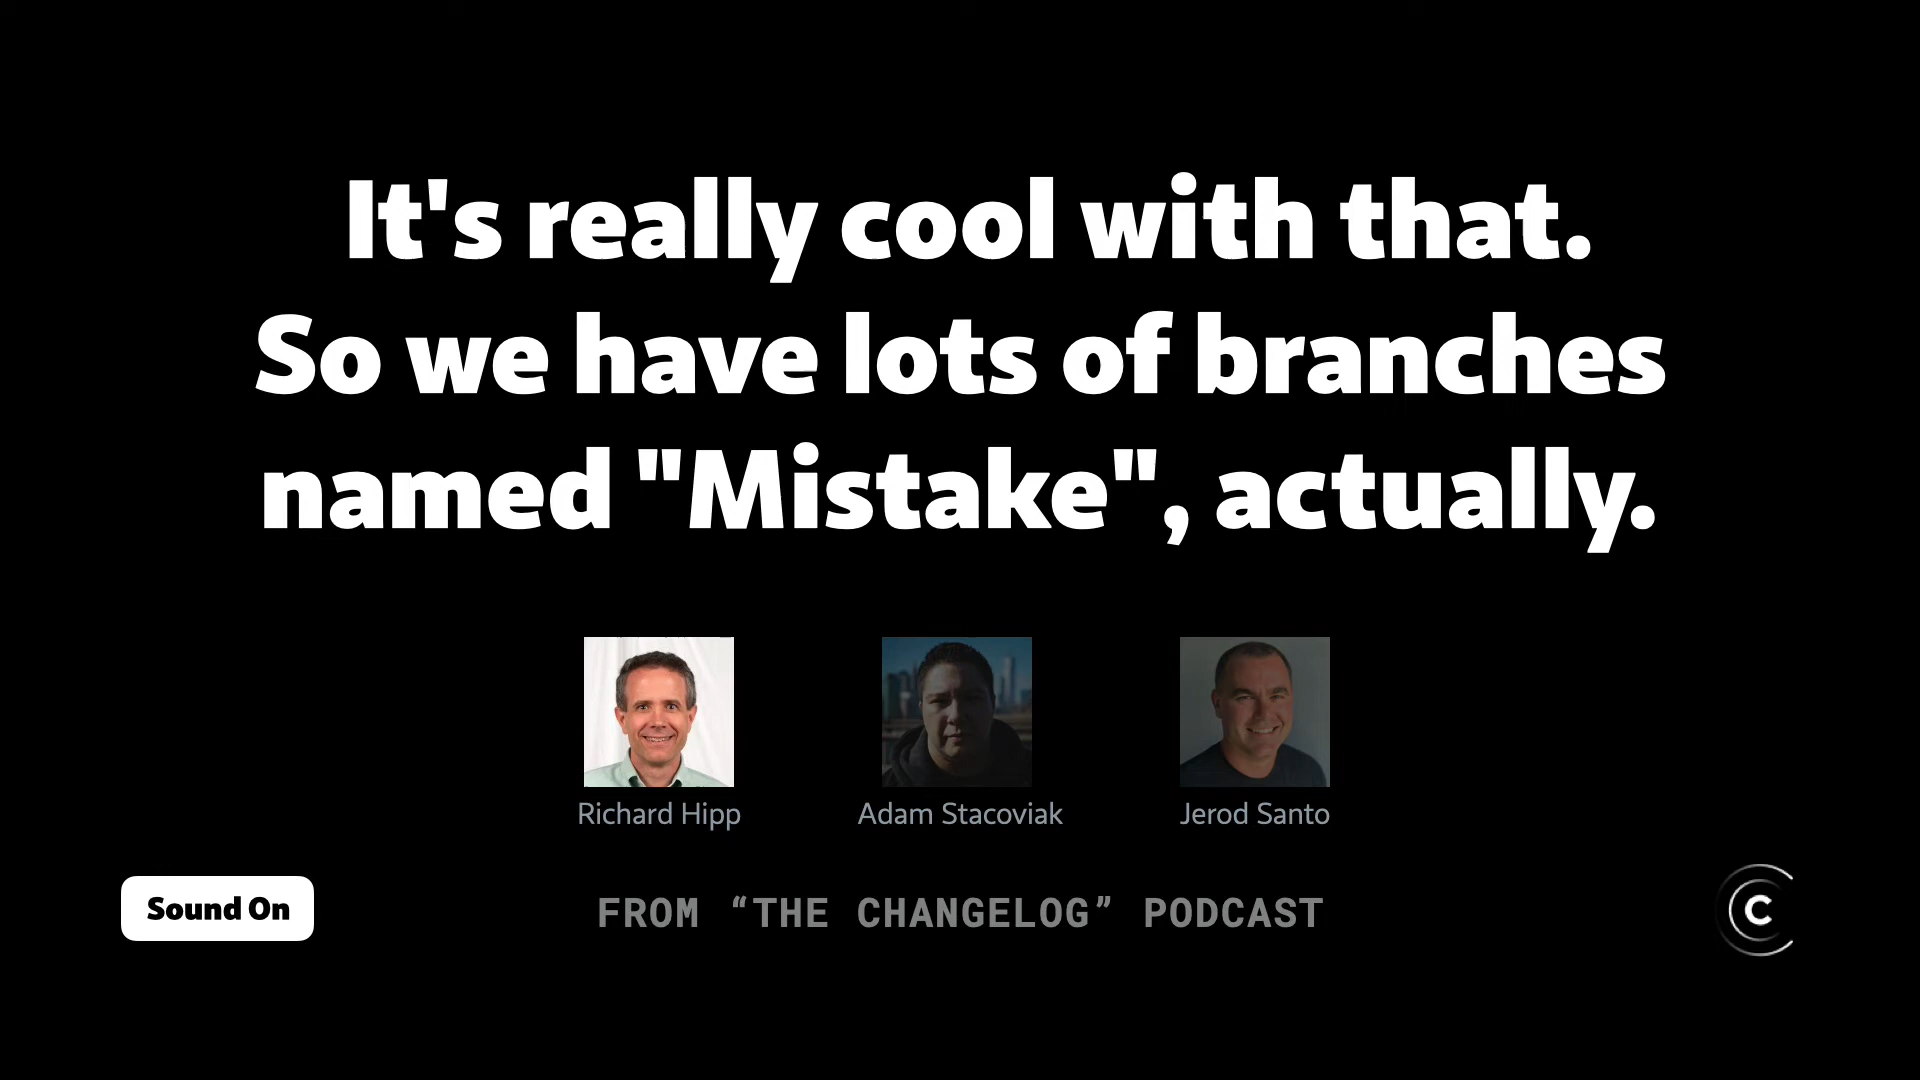 It's really cool with that.
So we have lots of branches
named "Mistake", actually.
Richard Hipp
Adam Stacoviak
Jerod Santo
Sound On
FROM “THE CHANGELOG” PODCAST
C